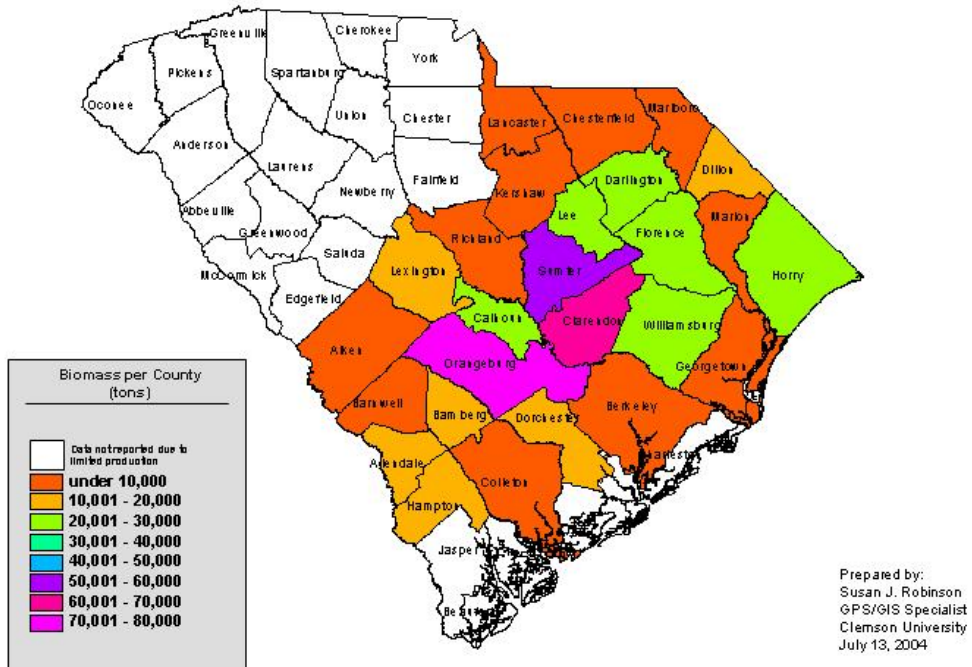 Greenville
Cherokee
York
Pickens
Spartanburg
Oconee
Union
Chester
Lancaster
Chesterfield
Marlboro
Anderson
Laurens
Dillon
Fairfield
Darlington
Newberry
Kershaw
Abbeville
Lee
Marion
Greenwood
Florence
Richland
Saluda
Lexington
Sumter
Horry
McCormick
Edgefield
Calhoun
Clarendon
Williamsburg
Aiken
Orangeburg
Georgetown
Barnwell
Bamberg
Dorchester
Berkeley
Allendale
Colleton
Hampton
Jasper
Biomass per County
(tons)
Data not reported due to
limited production
under 10,000
10,001 - 20,000
20,001 - 30,000
30,001 - 40,000
40,001 - 50,000
50,001 - 60,000
60,001 - 70,000
70,001 - 80,000
Prepared by:
Susan J. Robinson
GPS/GIS Specialist
Clemson University
July 13, 2004